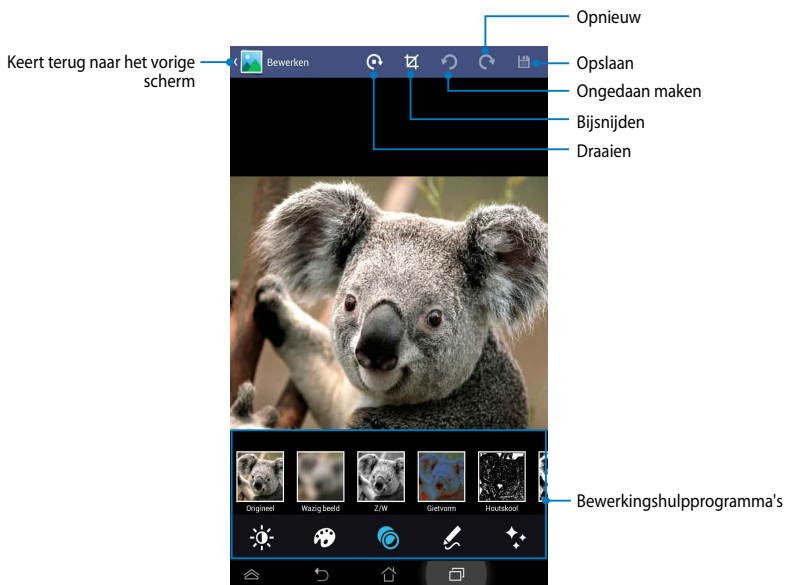 Opnieuw
Keert terug naar het vorige
scherm
Bewerken
Opslaan
Ongedaan maken
Bijsnijden
Draaien
Origineel
Wazig beeld
Z/W
Gietvorm
Houtskool
Bewerkingshulpprogramma's